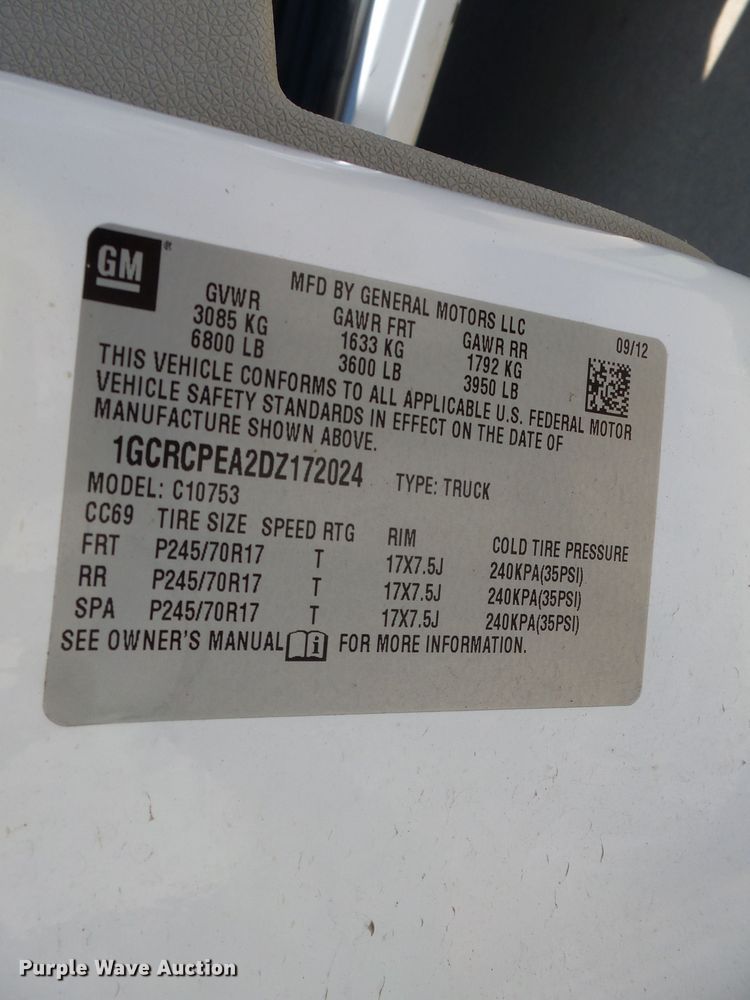 GM ®
MFD BY GENERAL MOTORS LLC
09/12
GVWR GAWR FRT GAWR RR
3085 KG 1633 KG 1792 KG
6800 LB 3600 LB 3950 LB
THIS VEHICLE CONFORMS TO ALL APPLICABLE U.S. FEDERAL MOTOR
VEHICLE SAFETY STANDARDS IN EFFECT ON THE DATE OF
MANUFACTURE SHOWN ABOVE.
1GCRCPEA2DZ172024 TYPE: TRUCK
MODEL: C10753
CC69 TIRE SIZE SPEED RTG RIM COLD TIRE PRESSURE
FRT P245/70R17 T 17X7.5J 240KPA(35PSI)
RR P245/70R17 T 17X7.5J 240KPA(35PSI)
SPA P245/70R17 T 17X7.5J 240KPA(35PSI)
SEE OWNER'S MANUAL i FOR MORE INFORMATION.
Purple Wave Auction